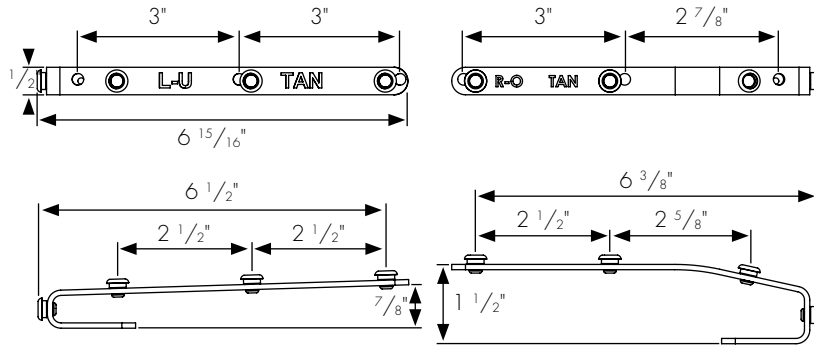 3" 3" 3" 2 7/8"
1/2" L-U TAN R-O TAN
6 15/16"
6 1/2" 6 3/8"
2 1/2" 2 1/2" 2 1/2" 2 5/8"
7/8" 1 1/2"